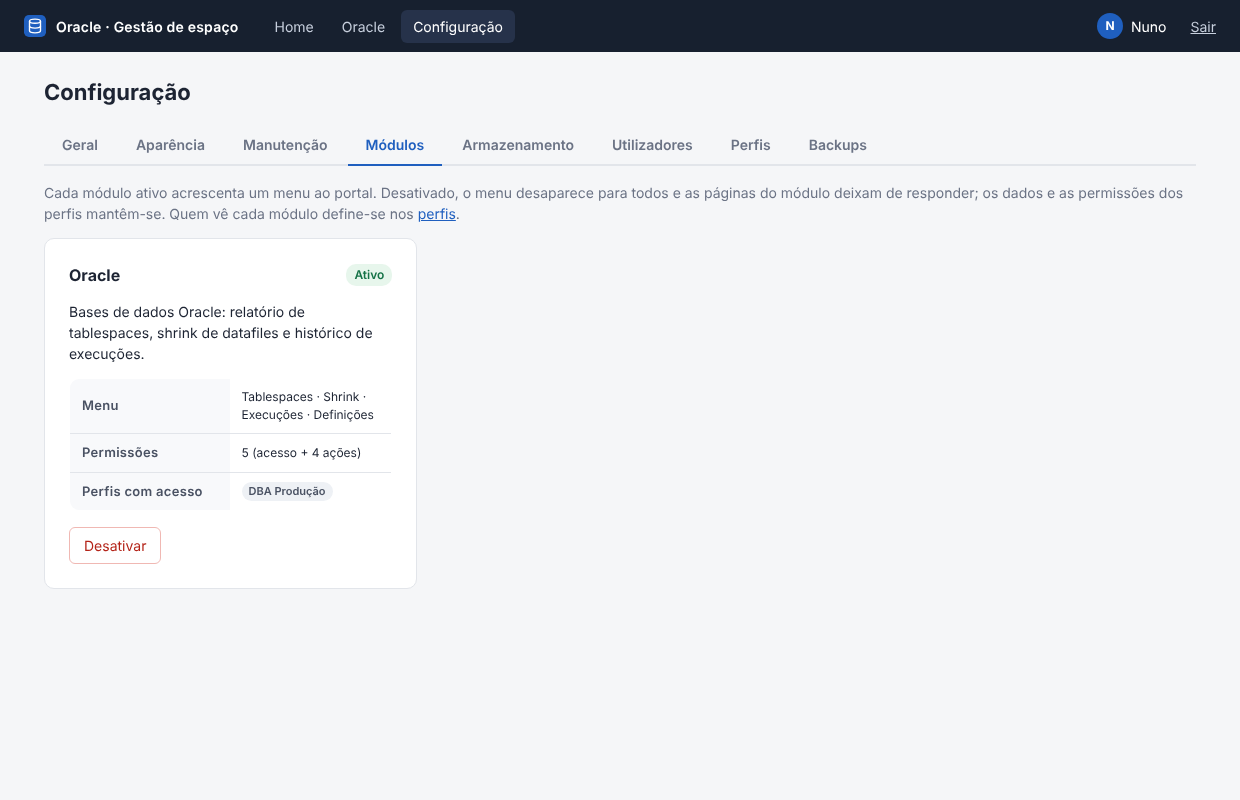 Oracle · Gestão de espaço
Home
Oracle
Configuração
N
Nuno
Sair
Configuração
Geral
Aparência
Manutenção
Módulos
Armazenamento
Utilizadores
Perfis
Backups
Cada módulo ativo acrescenta um menu ao portal. Desativado, o menu desaparece para todos e as páginas do módulo deixam de responder; os dados e as permissões dos
perfis mantêm-se. Quem vê cada módulo define-se nos perfis.
Oracle
Ativo
Bases de dados Oracle: relatório de
tablespaces, shrink de datafiles e histórico de
execuções.
Menu
Tablespaces · Shrink ·
Execuções · Definições
Permissões
5 (acesso + 4 ações)
Perfis com acesso
DBA Produção
Desativar